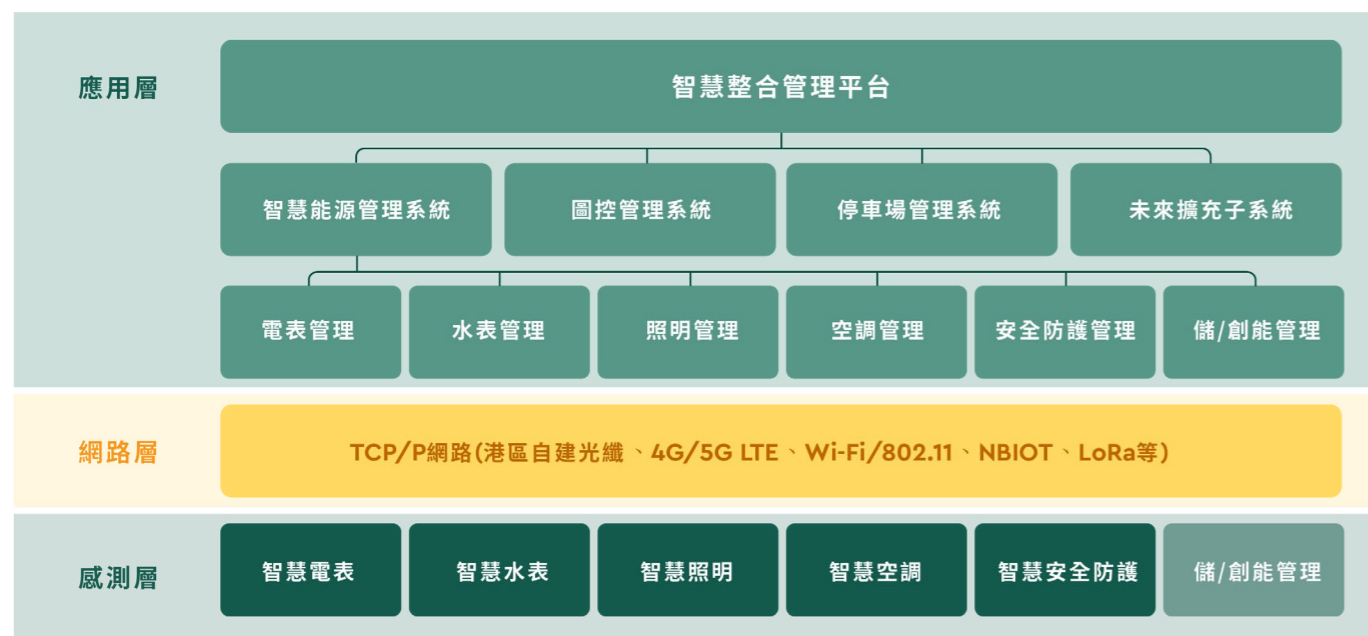 應用層
智慧整合管理平台
智慧能源管理系統
圖控管理系統
停車場管理系統
未來擴充子系統
電表管理
水表管理
照明管理
空調管理
安全防護管理
儲/創能管理
網路層
TCP/P網路(港區自建光纖、4G/5G LTE、Wi-Fi/802.11、NBIOT、LoRa等)
感測層
智慧電表
智慧水表
智慧照明
智慧空調
智慧安全防護
儲/創能管理